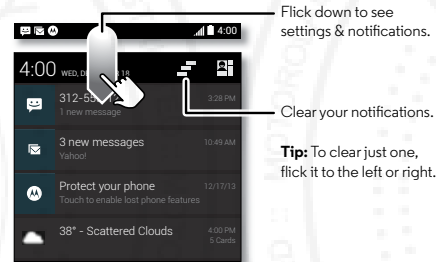 Flick down to see
settings & notifications.
4:00
4:00 WED, D 18
312-55
3:28 PM
1 new message
Clear your notifications.
3 new messages
10:49 AM
Yahoo!
Tip: To clear just one,
flick it to the left or right.
Protect your phone
12/17/13
Touch to enable lost phone features
38° - Scattered Clouds
4:00 PM
5 Cards